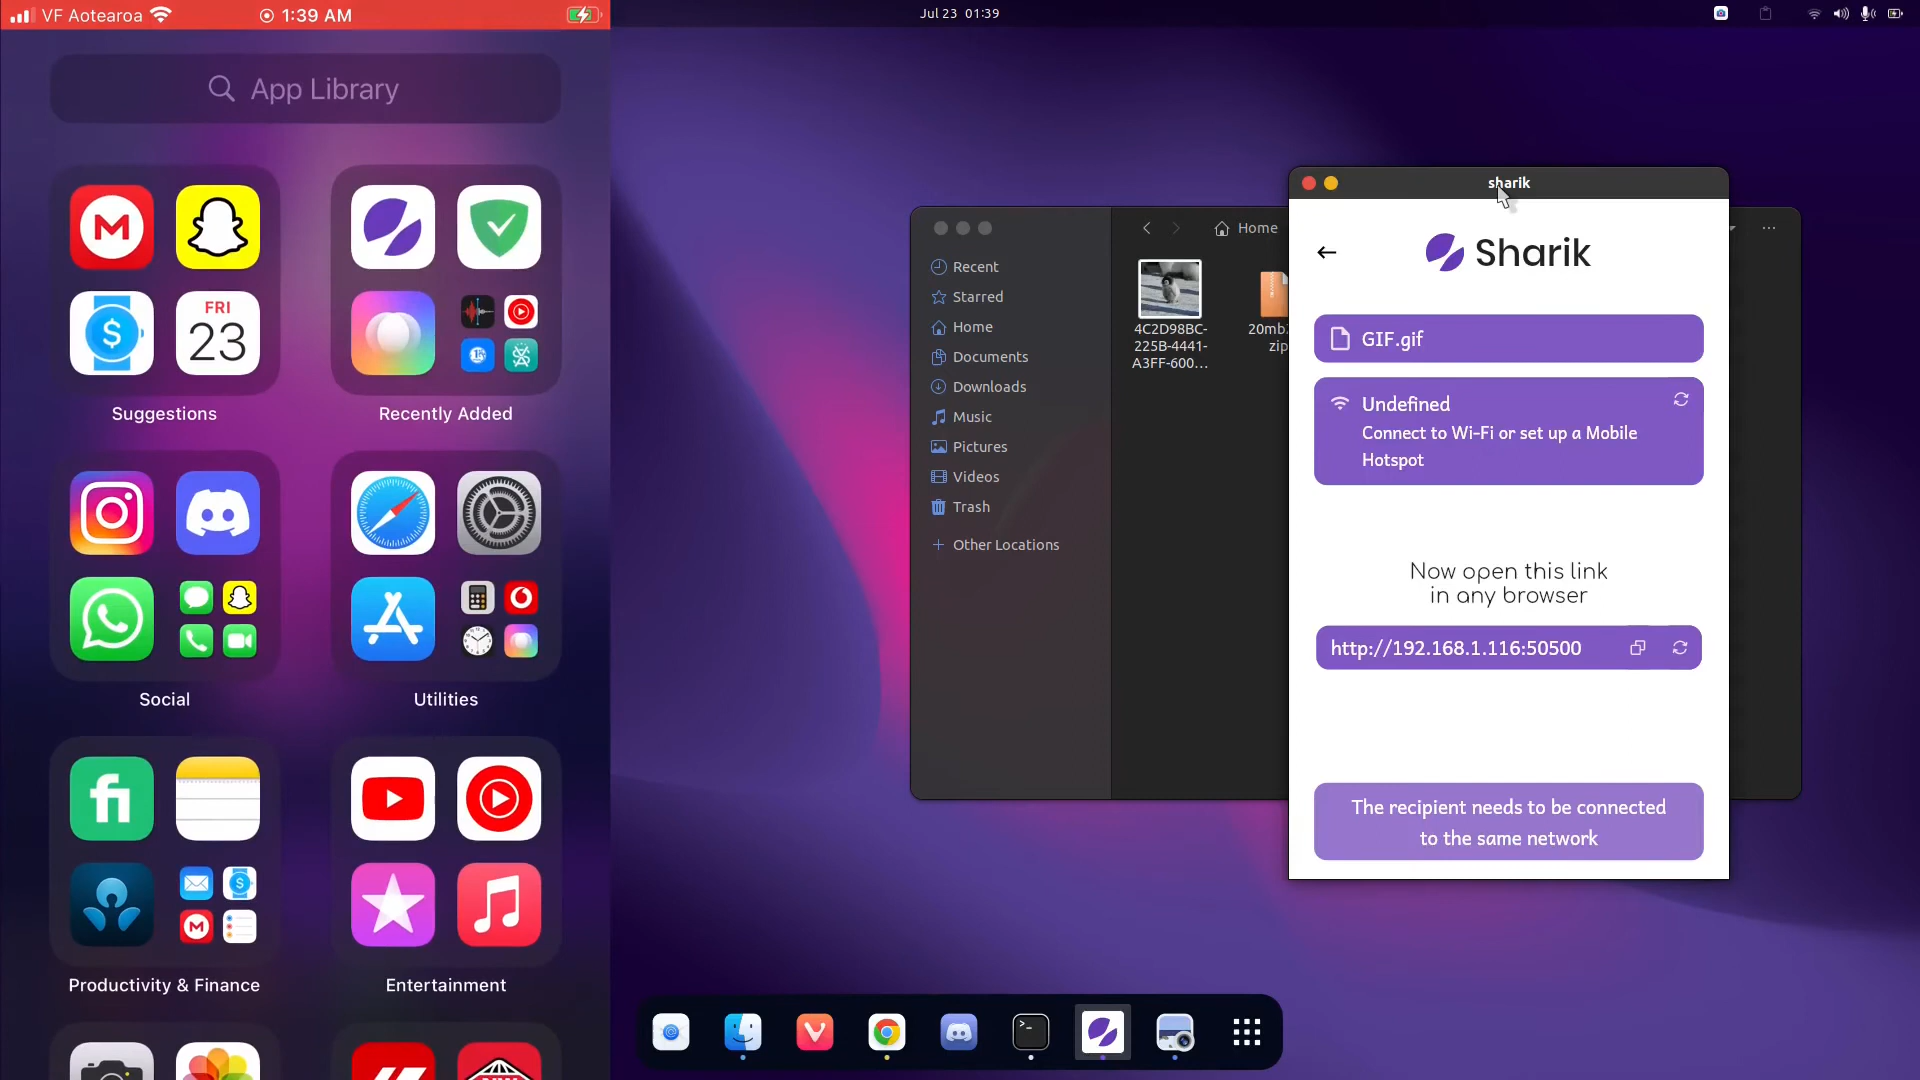 VF Aotearoa
1:39 AM
App Library
FRI
23
Suggestions
Recently Added
Social
Utilities
Productivity & Finance
Entertainment
Jul 23 01:39
Home
Recent
Starred
Home
Documents
Downloads
Music
Pictures
Videos
Trash
Other Locations
4C2D98BC-
225B-4441-
A3FF-600...
zip
sharik
Sharik
GIF.gif
Undefined
Connect to Wi-Fi or set up a Mobile
Hotspot
Now open this link
in any browser
http://192.168.1.116:50500
The recipient needs to be connected
to the same network